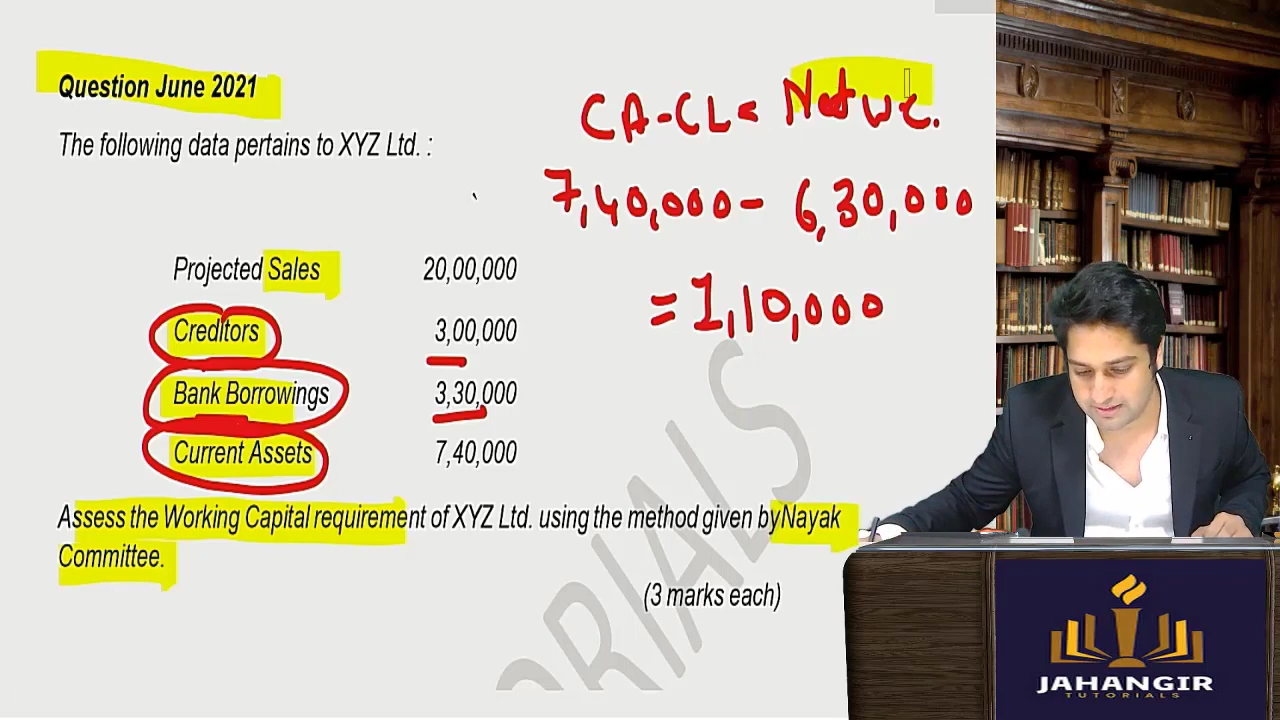 Question June 2021
The following data pertains to XYZ Ltd. :
CA-CL= Net WC.
7,40,000- 6,30,000
= 1,10,000
Projected Sales 20,00,000
Creditors 3,00,000
Bank Borrowings 3,30,000
Current Assets 7,40,000
Assess the Working Capital requirement of XYZ Ltd. using the method given byNayak
Committee.
(3 marks each)
ORIALS
JAHANGIR
TUTORIALS